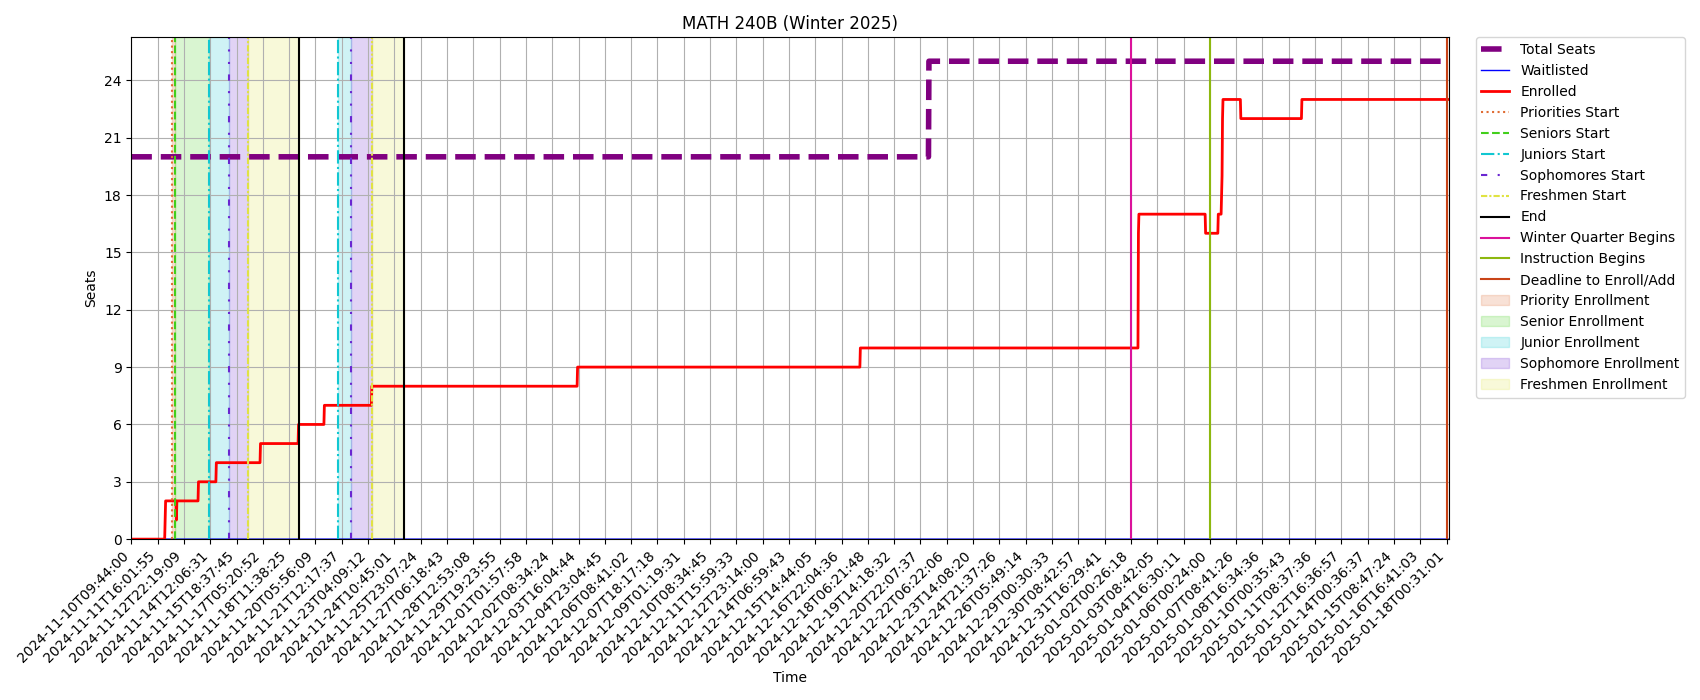 MATH 240B (Winter 2025)
Seats
24
21
18
15
12
9
6
3
0
2024-11-10T09:44:00
2024-11-11T16:01:55
2024-11-12T22:19:09
2024-11-14T12:06:31
2024-11-15T18:37:45
2024-11-17T05:20:52
2024-11-18T11:38:25
2024-11-20T05:56:09
2024-11-21T12:17:37
2024-11-23T04:09:12
2024-11-24T10:45:01
2024-11-25T23:07:24
2024-11-27T06:18:43
2024-11-28T12:53:08
2024-11-29T19:23:55
2024-12-01T01:57:58
2024-12-02T08:34:24
2024-12-03T16:04:44
2024-12-04T23:04:45
2024-12-06T08:41:02
2024-12-07T18:17:18
2024-12-09T01:19:31
2024-12-10T08:34:45
2024-12-11T15:59:33
2024-12-12T23:14:00
2024-12-14T06:59:43
2024-12-15T14:44:05
2024-12-16T22:04:36
2024-12-18T06:21:48
2024-12-19T14:18:32
2024-12-20T22:07:37
2024-12-22T06:22:06
2024-12-23T14:08:20
2024-12-24T21:37:26
2024-12-26T05:49:14
2024-12-29T00:30:33
2024-12-30T08:42:57
2024-12-31T16:29:41
2025-01-02T00:26:18
2025-01-03T08:42:05
2025-01-04T16:30:11
2025-01-06T00:24:00
2025-01-07T08:41:26
2025-01-08T16:34:36
2025-01-10T00:35:43
2025-01-11T08:37:36
2025-01-12T16:36:57
2025-01-14T00:36:37
2025-01-15T08:47:24
2025-01-16T16:41:03
2025-01-18T00:31:01
Time
Total Seats
Waitlisted
Enrolled
Priorities Start
Seniors Start
Juniors Start
Sophomores Start
Freshmen Start
End
Winter Quarter Begins
Instruction Begins
Deadline to Enroll/Add
Priority Enrollment
Senior Enrollment
Junior Enrollment
Sophomore Enrollment
Freshmen Enrollment